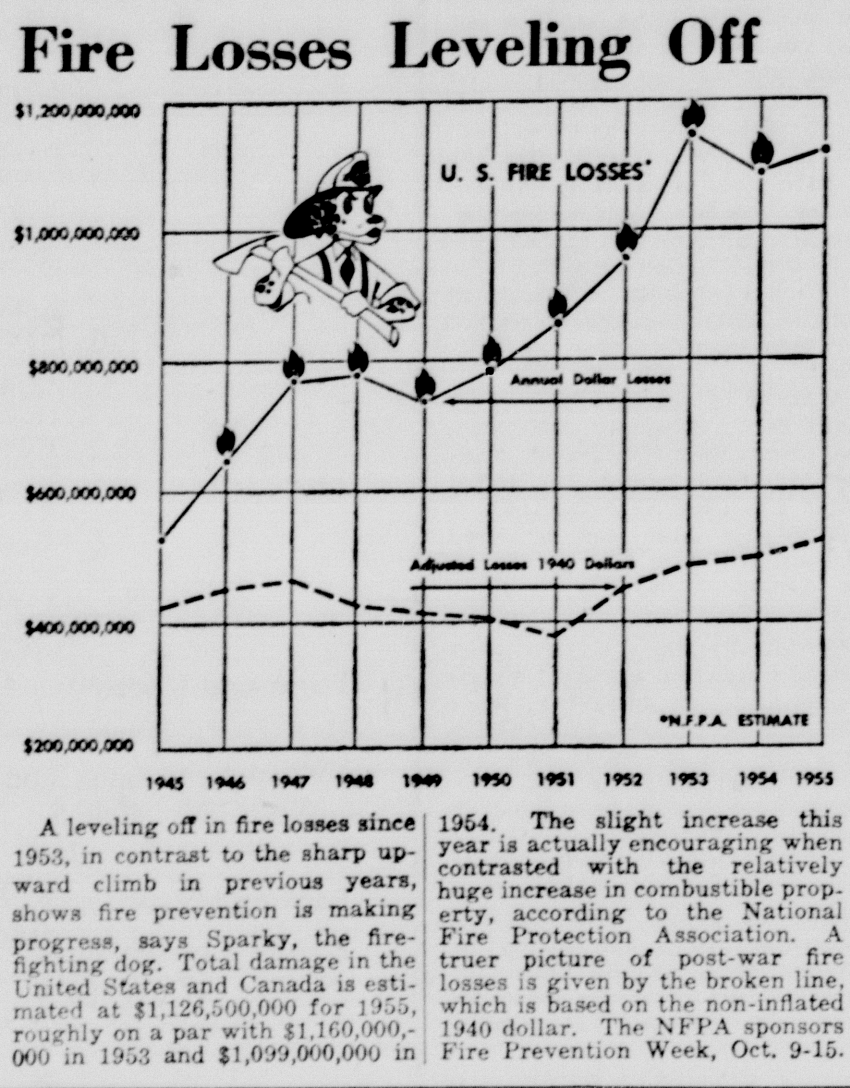 Fire Losses Leveling Off
$1,200,000,000
U. S. FIRE LOSSES*
$1,000,000,000
$800,000,000
Annual Dollar Losses
$600,000,000
Adjusted Losses 1940 Dollars
$400,000,000
*N.F.P.A. ESTIMATE
$200,000,000
1945 1946 1947 1948 1949 1950 1951 1952 1953 1954 1955
A leveling off in fire losses since
1953, in contrast to the sharp up-
ward climb in previous years,
shows fire prevention is making
progress, says Sparky, the fire-
fighting dog. Total damage in the
United States and Canada is esti-
mated at $1,126,500,000 for 1955,
roughly on a par with $1,160,000,-
000 in 1953 and $1,099,000,000 in
1954. The slight increase this
year is actually encouraging when
contrasted with the relatively
huge increase in combustible prop-
erty, according to the National
Fire Protection Association. A
truer picture of post-war fire
losses is given by the broken line,
which is based on the non-inflated
1940 dollar. The NFPA sponsors
Fire Prevention Week, Oct. 9-15.